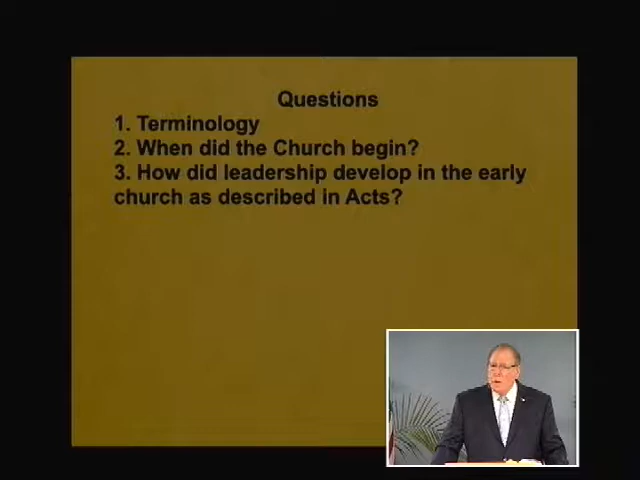 Questions
1. Terminology
2. When did the Church begin?
3. How did leadership develop in the early
church as described in Acts?